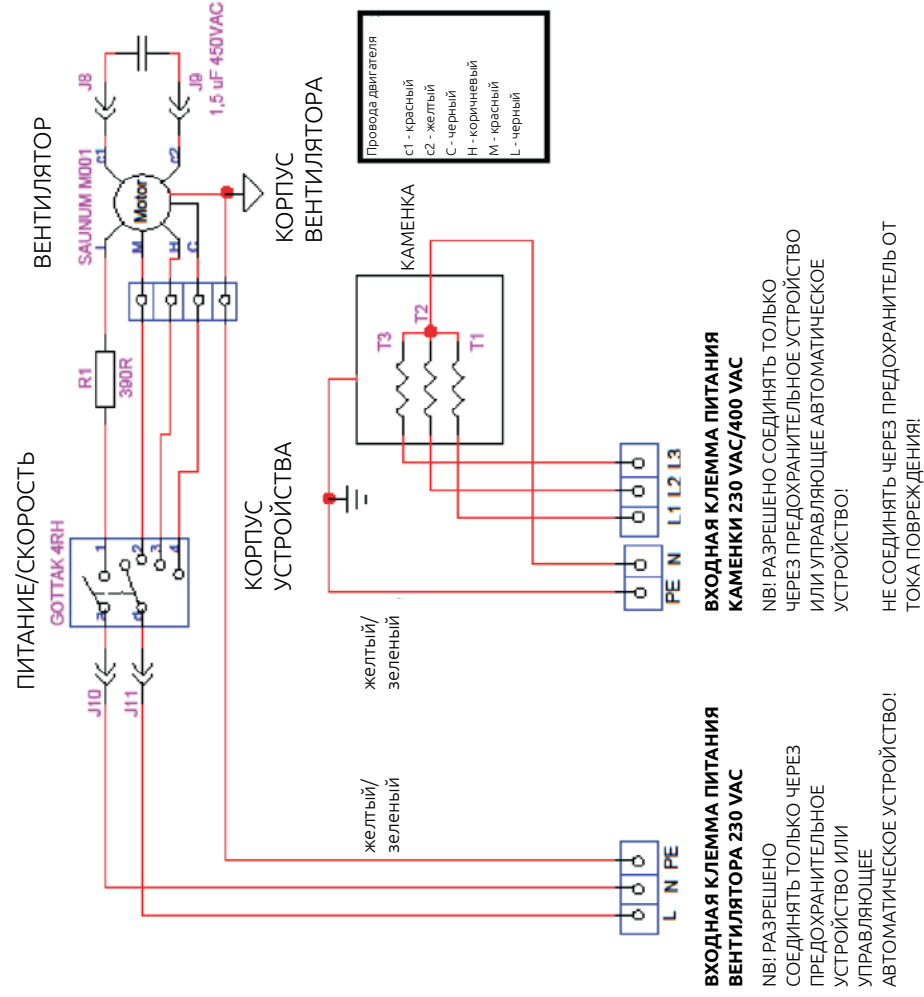 ПИТАНИЕ/СКОРОСТЬ
GOTTAK 4RH
J10
J11
a
d
1
2
3
4
R1
390R
ВЕНТИЛЯТОР
SAUNUM M001
Motor
L
M
H
C
c1
c2
J8
J9
1,5 uF 450VAC
КОРПУС
ВЕНТИЛЯТОРА
Провода двигателя
c1 - красный
c2 - желтый
C - черный
H - коричневый
M - красный
L - черный
КОРПУС
УСТРОЙСТВА
КАМЕНКА
T3
T2
T1
желтый/
зеленый
желтый/
зеленый
L N PE
PE N L1 L2 L3
ВХОДНАЯ КЛЕММА ПИТАНИЯ
ВЕНТИЛЯТОРА 230 VAC
NB! РАЗРЕШЕНО
СОЕДИНЯТЬ ТОЛЬКО ЧЕРЕЗ
ПРЕДОХРАНИТЕЛЬНОЕ
УСТРОЙСТВО ИЛИ
УПРАВЛЯЮЩЕЕ
АВТОМАТИЧЕСКОЕ УСТРОЙСТВО!
ВХОДНАЯ КЛЕММА ПИТАНИЯ
КАМЕНКИ 230 VAC/400 VAC
NB! РАЗРЕШЕНО СОЕДИНЯТЬ ТОЛЬКО
ЧЕРЕЗ ПРЕДОХРАНИТЕЛЬНОЕ УСТРОЙСТВО
ИЛИ УПРАВЛЯЮЩЕЕ АВТОМАТИЧЕСКОЕ
УСТРОЙСТВО!
НЕ СОЕДИНЯТЬ ЧЕРЕЗ ПРЕДОХРАНИТЕЛЬ ОТ
ТОКА ПОВРЕЖДЕНИЯ!